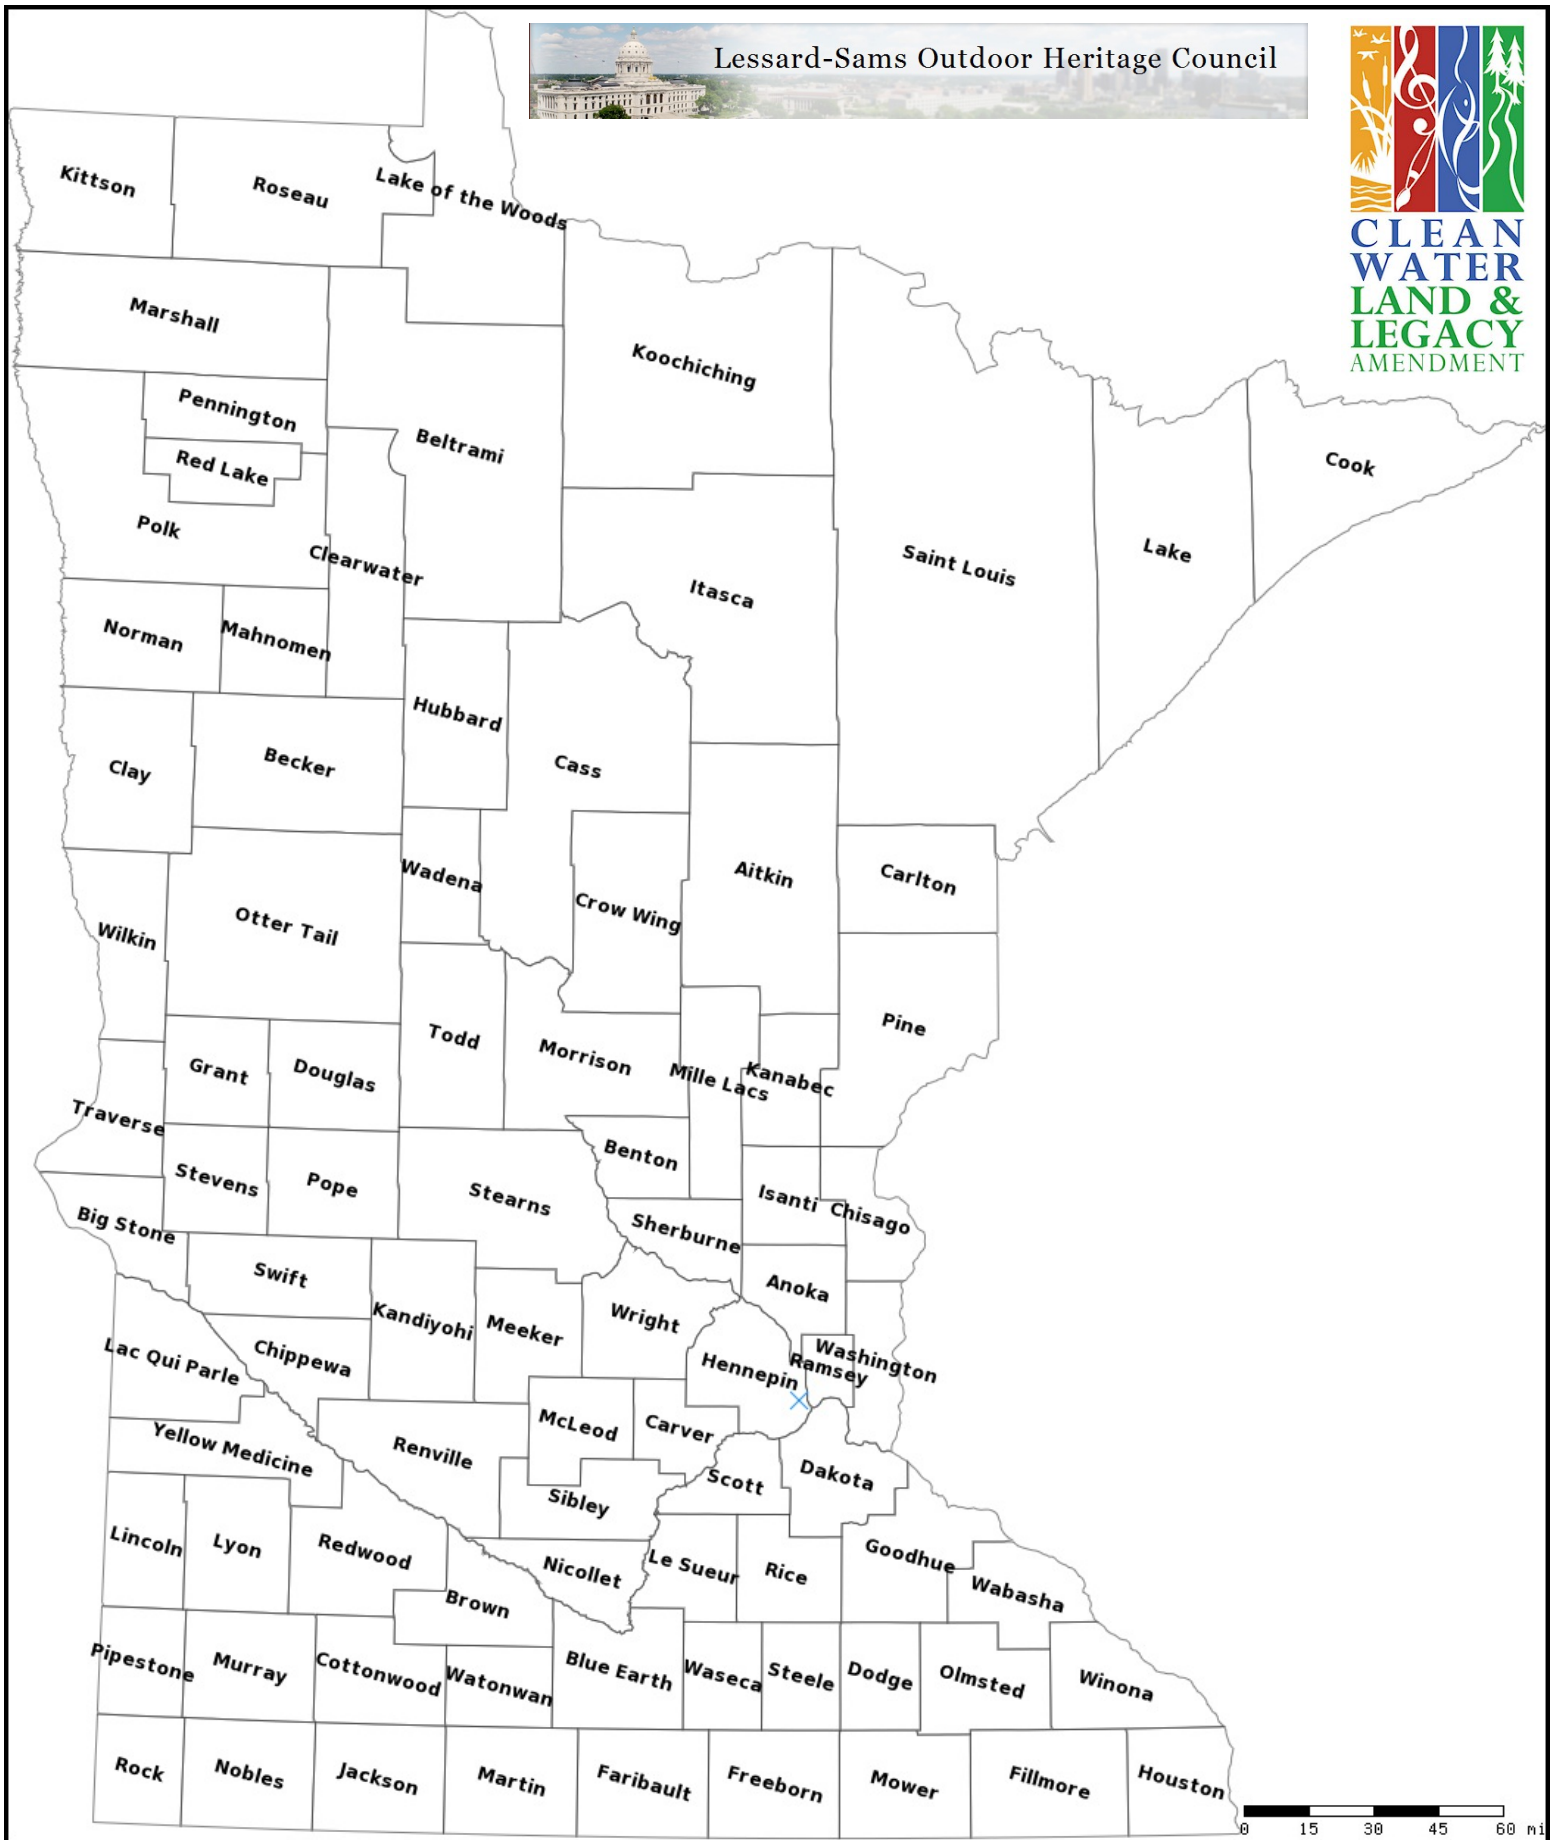 Lessard-Sams Outdoor Heritage Council
CLEAN
WATER
LAND &
LEGACY
AMENDMENT
Kittson
Roseau
Lake of the Woods
Marshall
Koochiching
Pennington
Beltrami
Red Lake
Cook
Polk
Clearwater
Saint Louis
Lake
Itasca
Norman
Mahnomen
Hubbard
Clay
Becker
Cass
Wadena
Aitkin
Carlton
Crow Wing
Wilkin
Otter Tail
Todd
Pine
Grant
Douglas
Morrison
Mille Lacs
Kanabec
Traverse
Benton
Stevens
Pope
Stearns
Isanti
Chisago
Big Stone
Sherburne
Swift
Anoka
Kandiyohi
Meeker
Wright
Lac Qui Parle
Chippewa
Hennepin
Ramsey
Washington
McLeod
Carver
Yellow Medicine
Renville
Scott
Dakota
Sibley
Lincoln
Lyon
Redwood
Nicollet
Le Sueur
Rice
Goodhue
Wabasha
Brown
Pipestone
Murray
Cottonwood
Watonwan
Blue Earth
Waseca
Steele
Dodge
Olmsted
Winona
Rock
Nobles
Jackson
Martin
Faribault
Freeborn
Mower
Fillmore
Houston
0 15 30 45 60 mi